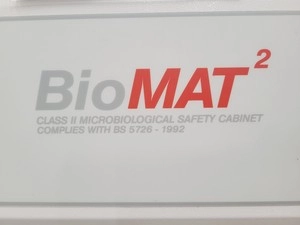 BioMAT²
CLASS II MICROBIOLOGICAL SAFETY CABINET
COMPLIES WITH BS 5726 - 1992